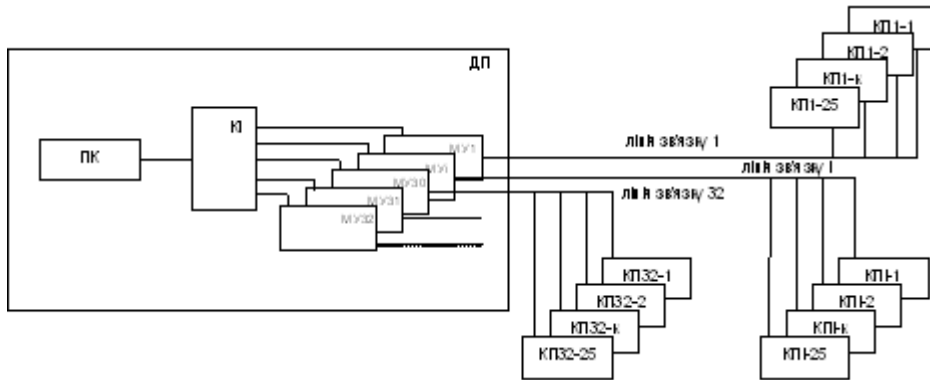 ДП
ПК
КІ
МУ1
МУі
МУ30
МУ31
МУ32
лінія зв'язку 1
лінія зв'язку і
лінія зв'язку 32
КП1-1
КП1-2
КП1-к
КП1-25
КП32-1
КП32-2
КП32-к
КП32-25
КПі-1
КПі-2
КПі-к
КПі-25